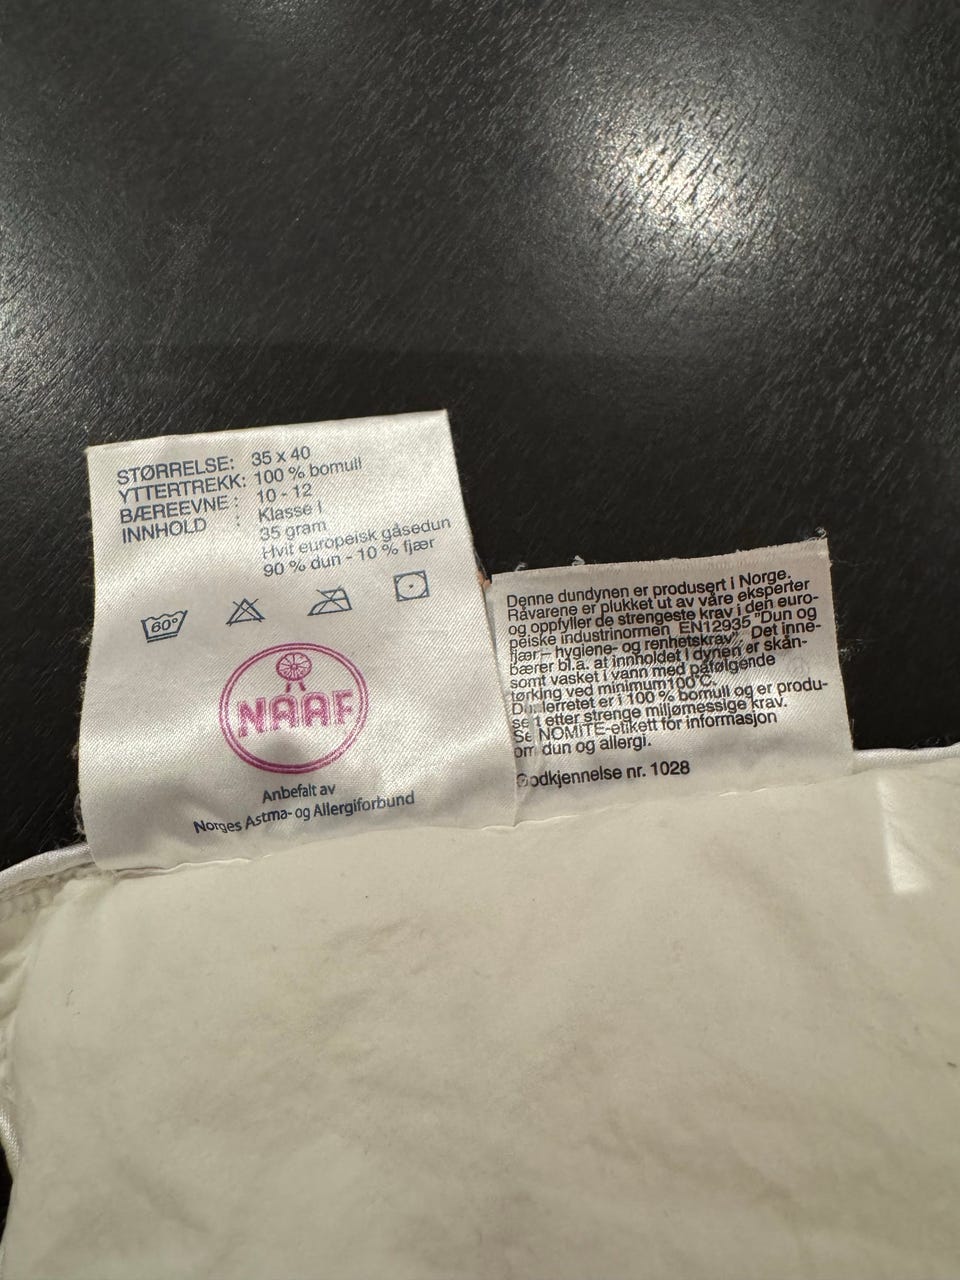 STØRRELSE: 35 x 40
YTTERTREKK: 100 % bomull
BÆREEVNE : 10 - 12
INNHOLD : Klasse I
35 gram
Hvit europeisk gåsedun
90 % dun - 10 % fjær
60°
NAAF
Anbefalt av
Norges Astma- og Allergiforbund
Denne dundynen er produsert i Norge.
Råvarene er plukket ut av våre eksperter
og oppfyller de strengeste krav i den euro-
peiske industrinormen EN12935 "Dun og
fjær – hygiene- og renhetskrav". Det inne-
bærer bl.a. at innholdet i dynen er skån-
somt vasket i vann med påfølgende
tørking ved minimum100°C.
er i 100 % bomull og er produ-
sert etter strenge miljømessige krav.
Se NOMITE-etikett for informasjon
om dun og allergi.
Godkjennelse nr. 1028